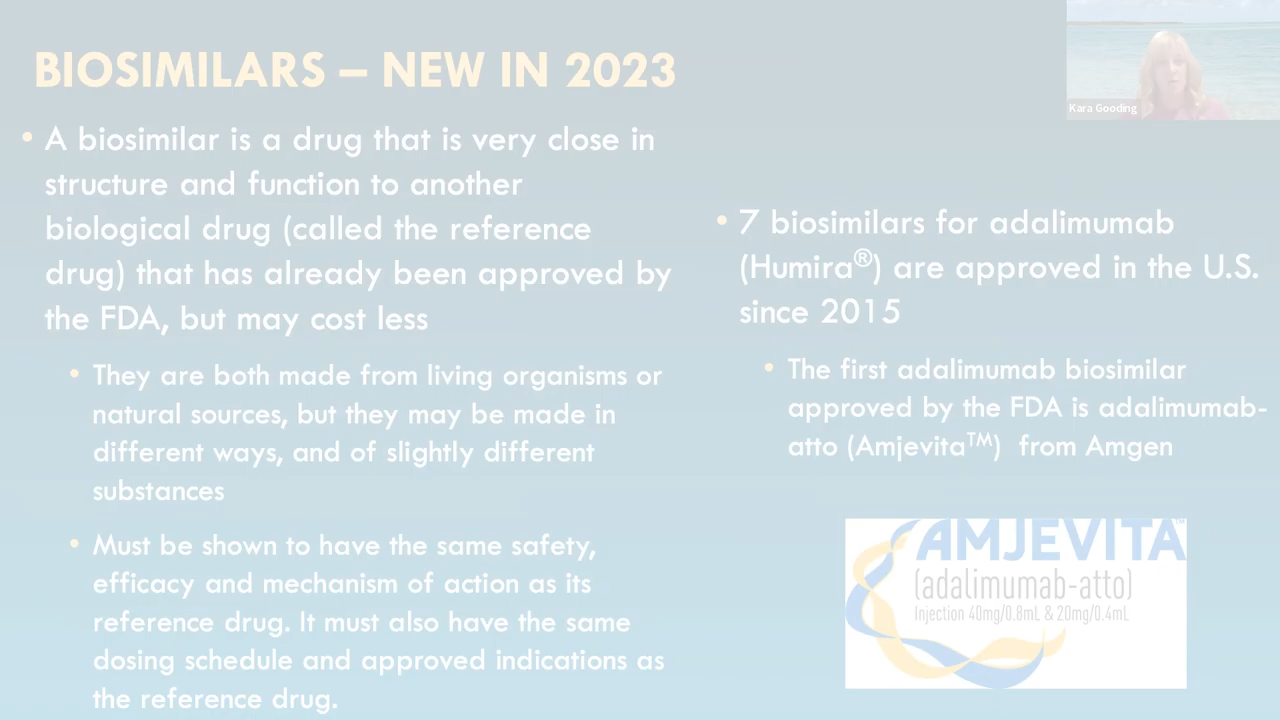 BIOSIMILARS – NEW IN 2023
Kara Gooding
• A biosimilar is a drug that is very close in
structure and function to another
biological drug (called the reference
drug) that has already been approved by
the FDA, but may cost less
• They are both made from living organisms or
natural sources, but they may be made in
different ways, and of slightly different
substances
• Must be shown to have the same safety,
efficacy and mechanism of action as its
reference drug. It must also have the same
dosing schedule and approved indications as
the reference drug.
• 7 biosimilars for adalimumab
(Humira®) are approved in the U.S.
since 2015
• The first adalimumab biosimilar
approved by the FDA is adalimumab-
atto (Amjevita™) from Amgen
AMJEVITA™
(adalimumab-atto)
Injection 40mg/0.8mL & 20mg/0.4mL